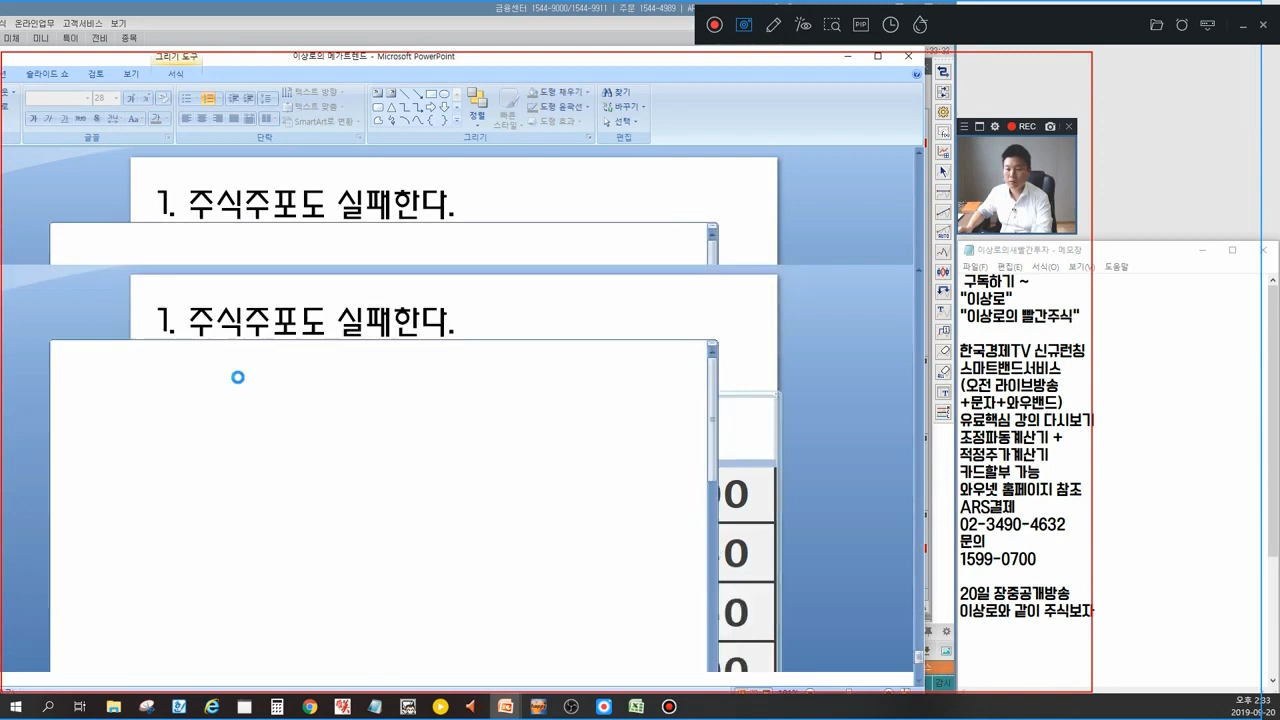 금융센터 1544-9000/1544-9911 | 주문 1544-4989 | AR
식 온라인업무 고객서비스 보기
미체 미니 특미 전비 종목
그리기 도구
이상로의 메가트렌드 - Microsoft PowerPoint
슬라이드 쇼 검토 보기 서식
28
텍스트 방향
텍스트 맞춤
SmartArt로 변환
정렬
빠른 스타일
도형 채우기
도형 윤곽선
도형 효과
찾기
바꾸기
선택
글꼴 단락 그리기 편집
1. 주식주포도 실패한다.
1. 주식주포도 실패한다.
0
0
0
PIP
REC
이상로의새빨간투자 - 메모장
파일(F) 편집(E) 서식(O) 보기(V) 도움말
구독하기 ~
"이상로"
"이상로의 빨간주식"
한국경제TV 신규런칭
스마트밴드서비스
(오전 라이브방송
+문자+와우밴드)
유료핵심 강의 다시보기
조정파동계산기 +
적정주가계산기
카드할부 가능
와우넷 홈페이지 참조
ARS결제
02-3490-4632
문의
1599-0700
20일 장중공개방송
이상로와 같이 주식보자
감시
오후 2:33
2019-09-20